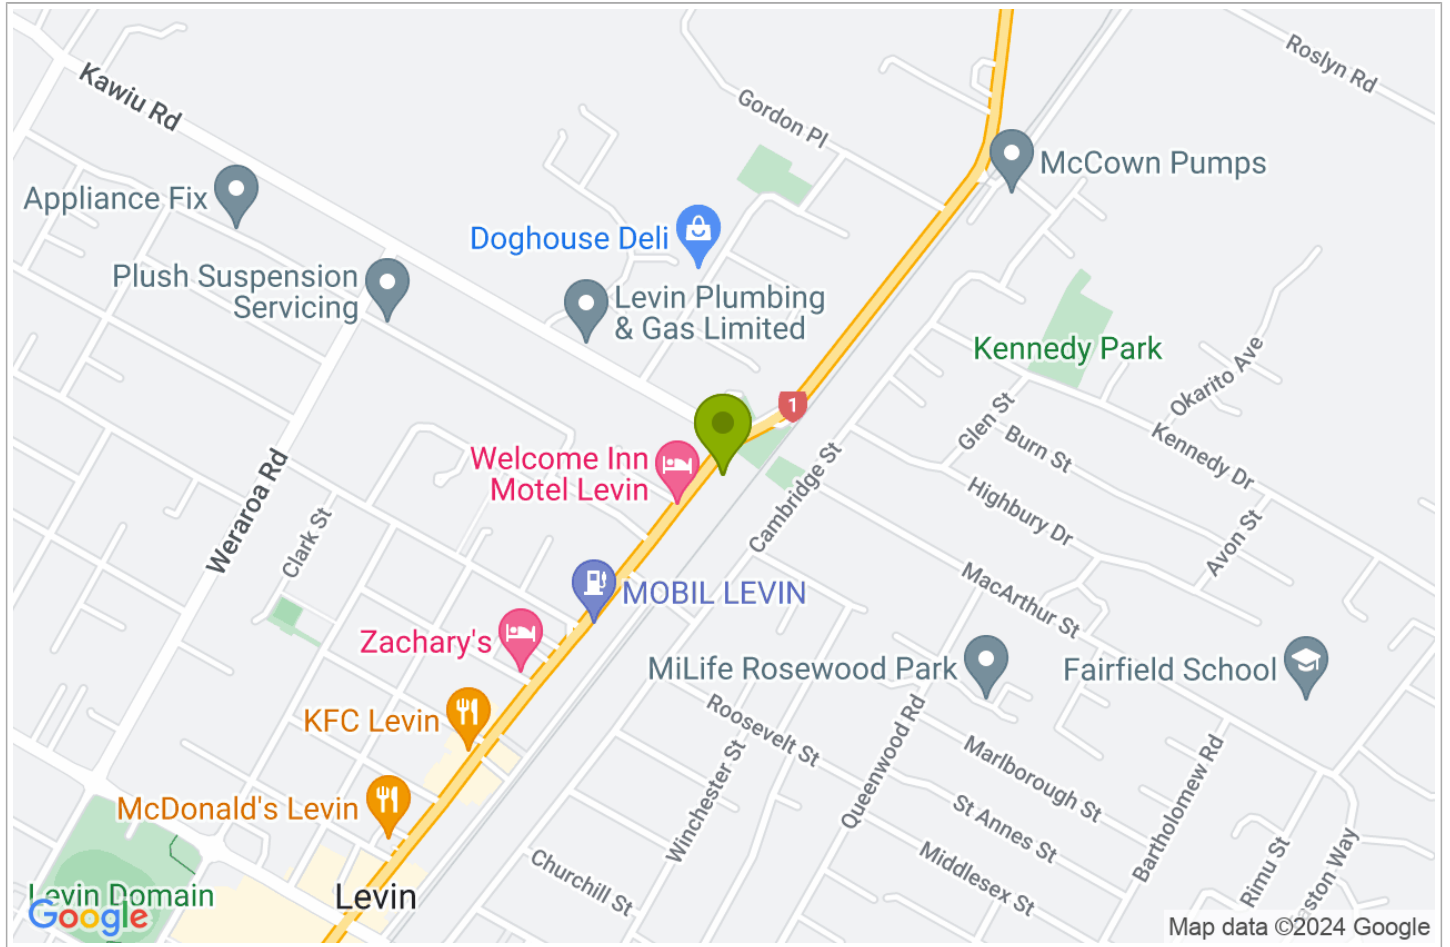 Roslyn Rd
Kawiu Rd
Gordon Pl
McCown Pumps
Appliance Fix
Doghouse Deli
Plush Suspension
Servicing
Levin Plumbing
& Gas Limited
Kennedy Park
Okarito Ave
1
Glen St
Burn St
Kennedy Dr
Welcome Inn
Motel Levin
Cambridge St
Highbury Dr
Avon St
Weraroa Rd
Clark St
MOBIL LEVIN
MacArthur St
Zachary's
MiLife Rosewood Park
Fairfield School
KFC Levin
Roosevelt St
Winchester St
Queenwood Rd
Marlborough St
Bartholomew Rd
McDonald's Levin
St Annes St
Middlesex St
Churchill St
Rimu St
aston Way
Levin Domain
Levin
Google
Map data ©2024 Google